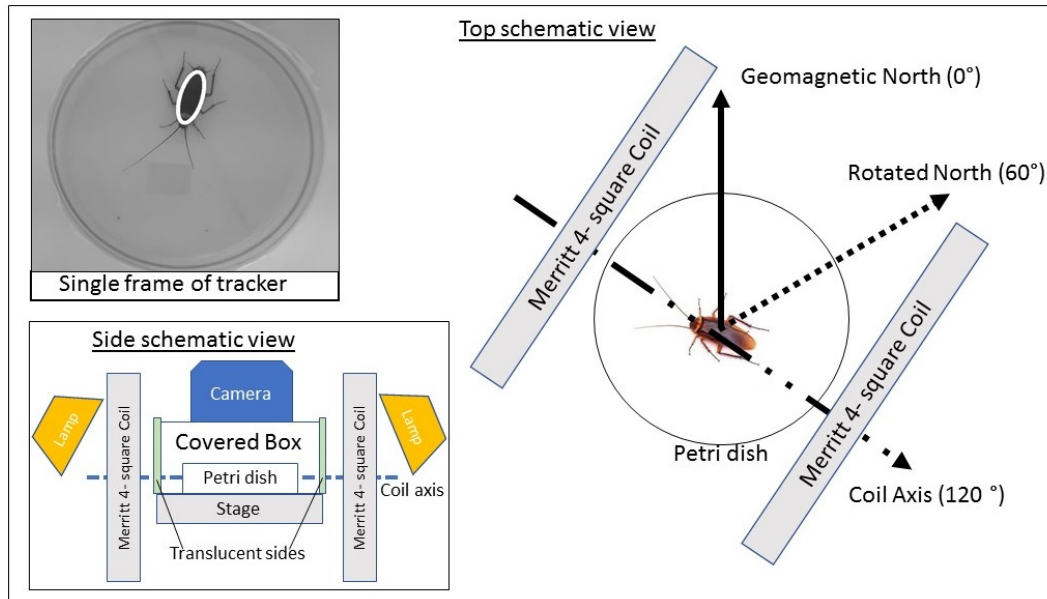 Single frame of tracker
Side schematic view
Camera
Lamp
Merritt 4- square Coil
Covered Box
Merritt 4- square Coil
Lamp
Petri dish
Coil axis
Stage
Translucent sides
Top schematic view
Geomagnetic North (0°)
Merritt 4- square Coil
Rotated North (60°)
Merritt 4- square Coil
Petri dish
Coil Axis (120 °)